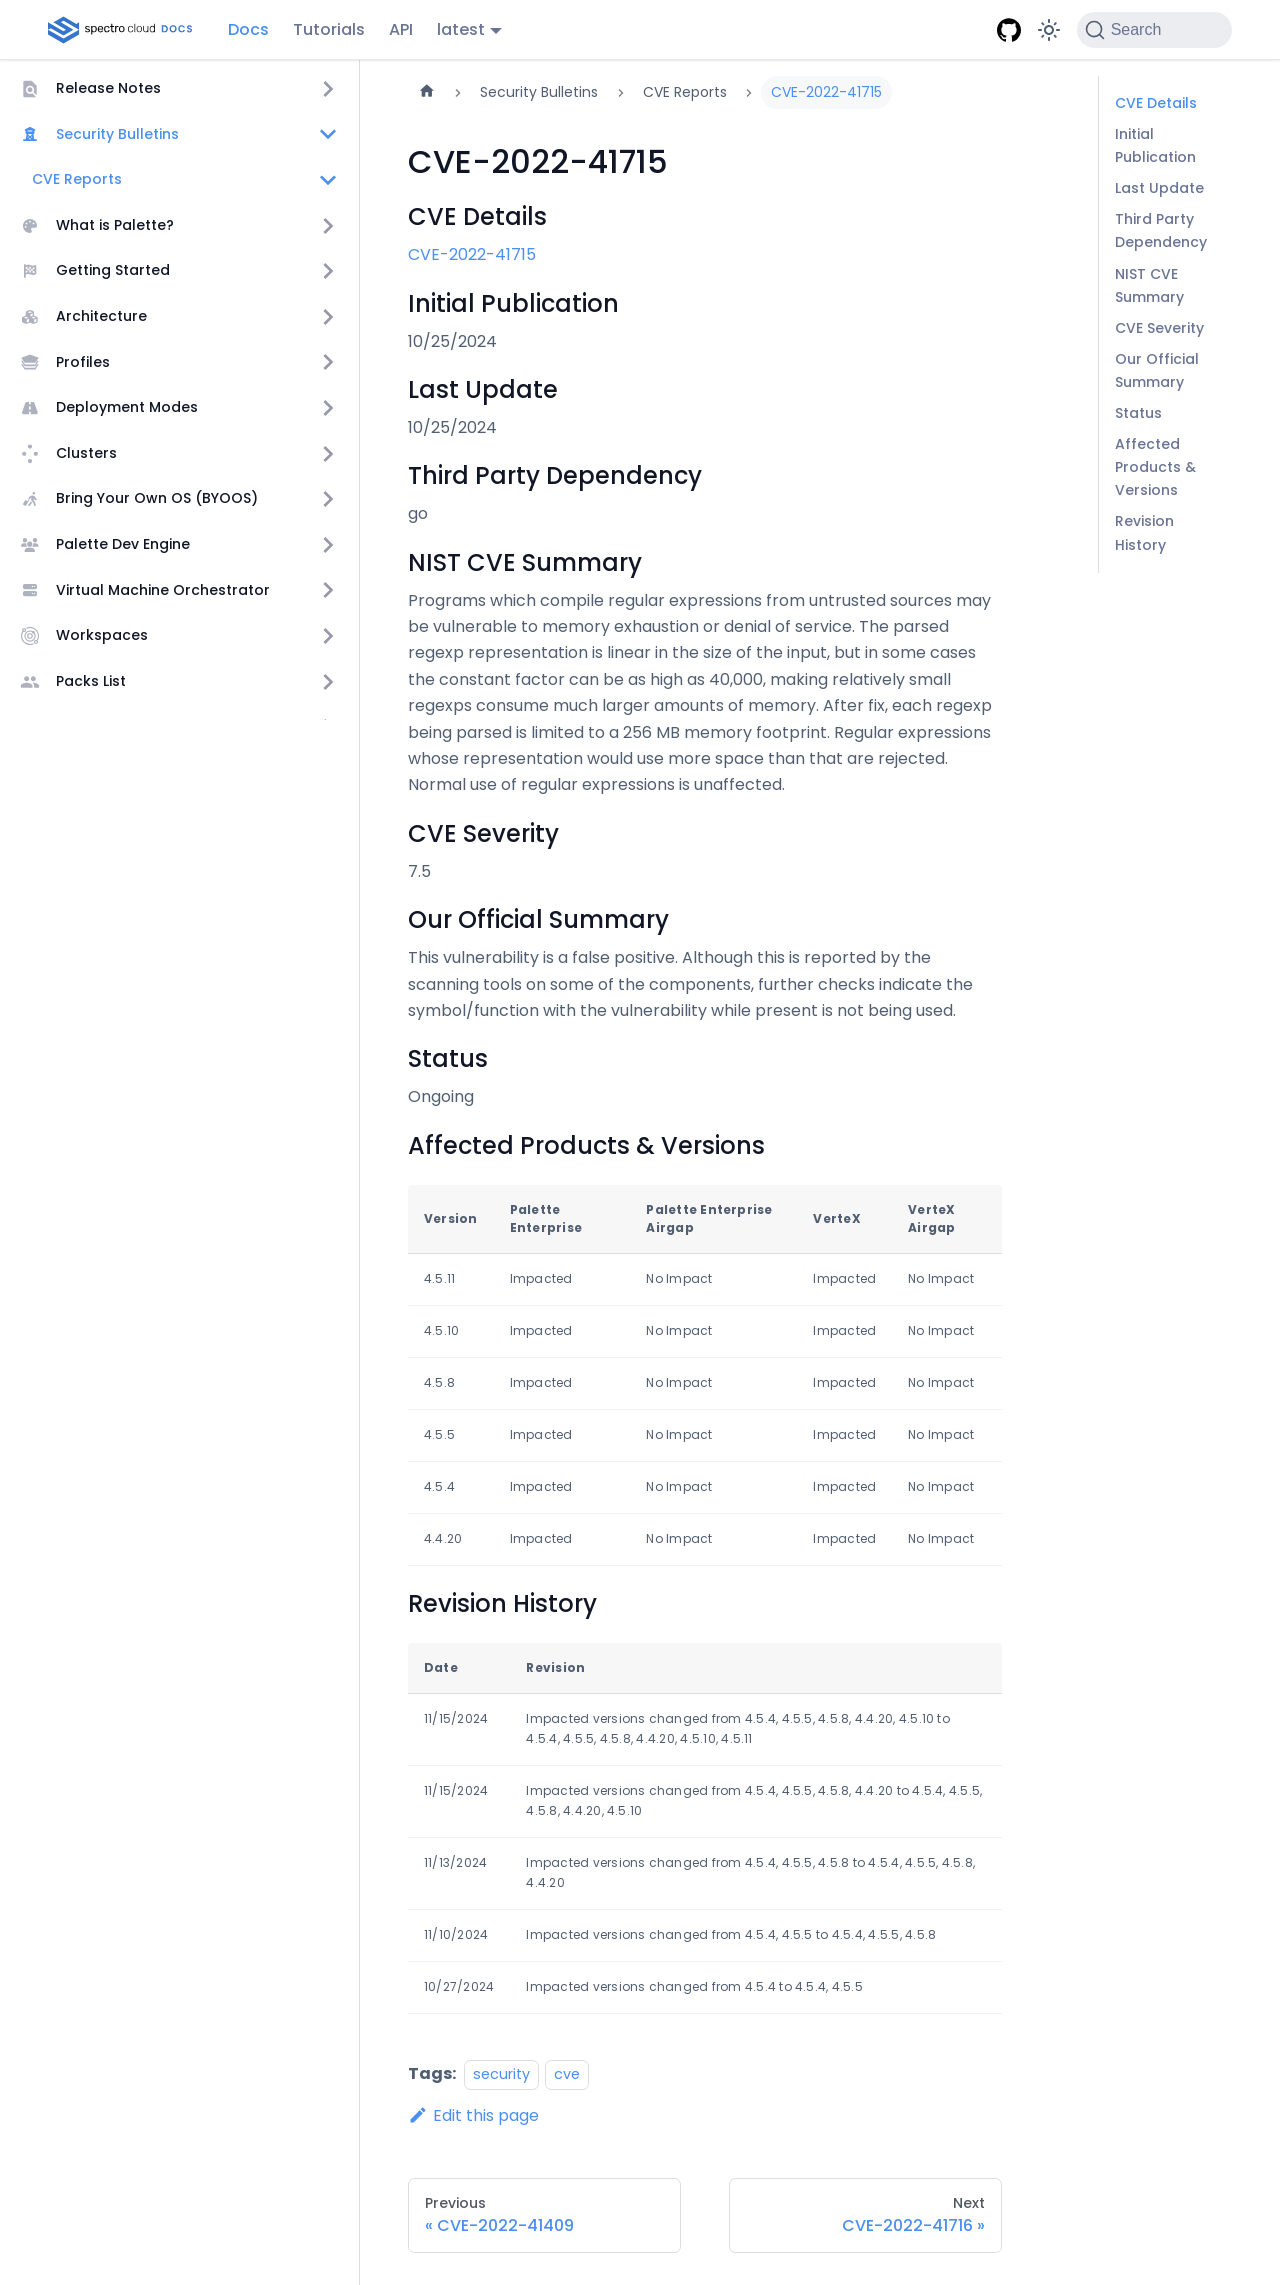 spectro cloud DOCS Docs Tutorials API latest Search
Release Notes
Security Bulletins
CVE Reports
What is Palette?
Getting Started
Architecture
Profiles
Deployment Modes
Clusters
Bring Your Own OS (BYOOS)
Palette Dev Engine
Virtual Machine Orchestrator
Workspaces
Packs List
Security Bulletins CVE Reports CVE-2022-41715
CVE-2022-41715
CVE Details
CVE-2022-41715
Initial Publication
10/25/2024
Last Update
10/25/2024
Third Party Dependency
go
NIST CVE Summary
Programs which compile regular expressions from untrusted sources may
be vulnerable to memory exhaustion or denial of service. The parsed
regexp representation is linear in the size of the input, but in some cases
the constant factor can be as high as 40,000, making relatively small
regexps consume much larger amounts of memory. After fix, each regexp
being parsed is limited to a 256 MB memory footprint. Regular expressions
whose representation would use more space than that are rejected.
Normal use of regular expressions is unaffected.
CVE Severity
7.5
Our Official Summary
This vulnerability is a false positive. Although this is reported by the
scanning tools on some of the components, further checks indicate the
symbol/function with the vulnerability while present is not being used.
Status
Ongoing
Affected Products & Versions
Version Palette Enterprise Palette Enterprise Airgap VerteX VerteX Airgap
4.5.11 Impacted No Impact Impacted No Impact
4.5.10 Impacted No Impact Impacted No Impact
4.5.8 Impacted No Impact Impacted No Impact
4.5.5 Impacted No Impact Impacted No Impact
4.5.4 Impacted No Impact Impacted No Impact
4.4.20 Impacted No Impact Impacted No Impact
Revision History
Date Revision
11/15/2024 Impacted versions changed from 4.5.4, 4.5.5, 4.5.8, 4.4.20, 4.5.10 to
4.5.4, 4.5.5, 4.5.8, 4.4.20, 4.5.10, 4.5.11
11/15/2024 Impacted versions changed from 4.5.4, 4.5.5, 4.5.8, 4.4.20 to 4.5.4, 4.5.5,
4.5.8, 4.4.20, 4.5.10
11/13/2024 Impacted versions changed from 4.5.4, 4.5.5, 4.5.8 to 4.5.4, 4.5.5, 4.5.8,
4.4.20
11/10/2024 Impacted versions changed from 4.5.4, 4.5.5 to 4.5.4, 4.5.5, 4.5.8
10/27/2024 Impacted versions changed from 4.5.4 to 4.5.4, 4.5.5
Tags: security cve
Edit this page
Previous
« CVE-2022-41409
Next
CVE-2022-41716 »
CVE Details
Initial
Publication
Last Update
Third Party
Dependency
NIST CVE
Summary
CVE Severity
Our Official
Summary
Status
Affected
Products &
Versions
Revision
History